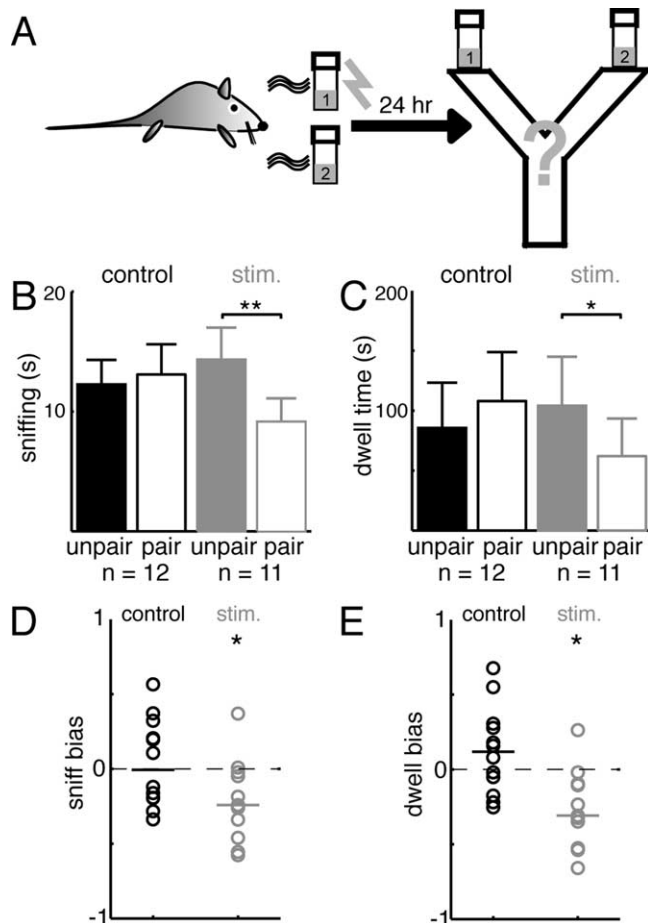 A
1
2
24 hr
1
2
?
B
control
stim.
20
10
sniffing (s)
**
unpair pair unpair pair
n = 12 n = 11
C
control
stim.
200
100
dwell time (s)
*
unpair pair unpair pair
n = 12 n = 11
D
control
stim.
*
1
0
-1
sniff bias
E
control
stim.
*
1
0
-1
dwell bias